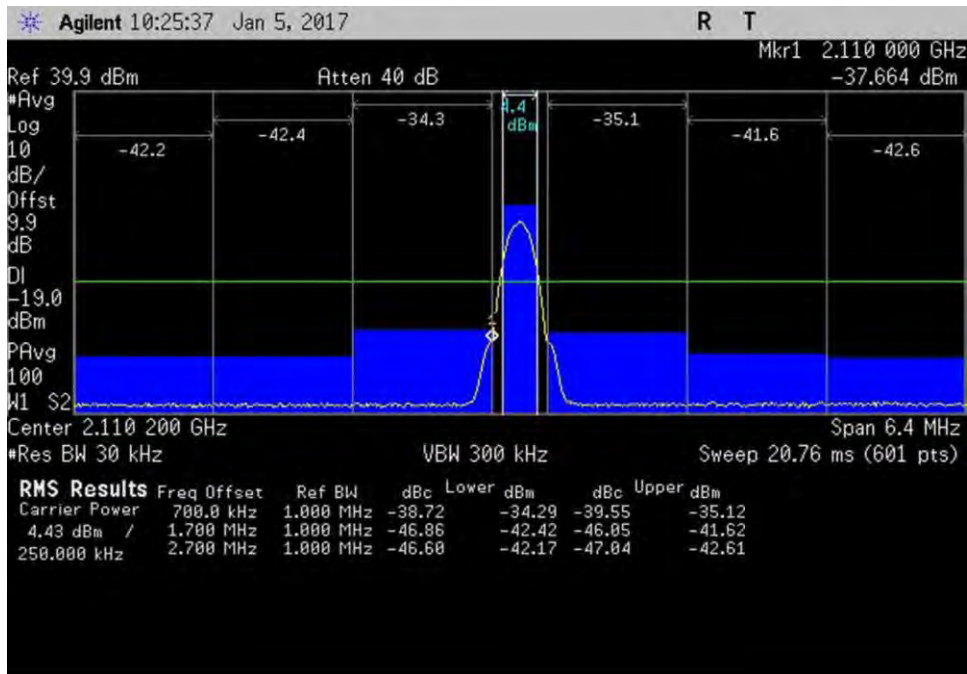 Agilent 10:25:37 Jan 5, 2017 R T
Mkr1 2.110 000 GHz
Ref 39.9 dBm Atten 40 dB -37.664 dBm
#Avg
Log
10
dB/
Offst
9.9
dB
DI
-19.0
dBm
PAvg
100
W1 S2
-42.2 -42.4 -34.3 4.4 dBm -35.1 -41.6 -42.6
1
Center 2.110 200 GHz Span 6.4 MHz
#Res BW 30 kHz VBW 300 kHz Sweep 20.76 ms (601 pts)
RMS Results Freq Offset Ref BW dBc Lower dBm dBc Upper dBm
Carrier Power 700.0 kHz 1.000 MHz -38.72 -34.29 -39.55 -35.12
4.43 dBm / 1.700 MHz 1.000 MHz -46.86 -42.42 -46.05 -41.62
250.000 kHz 2.700 MHz 1.000 MHz -46.60 -42.17 -47.04 -42.61